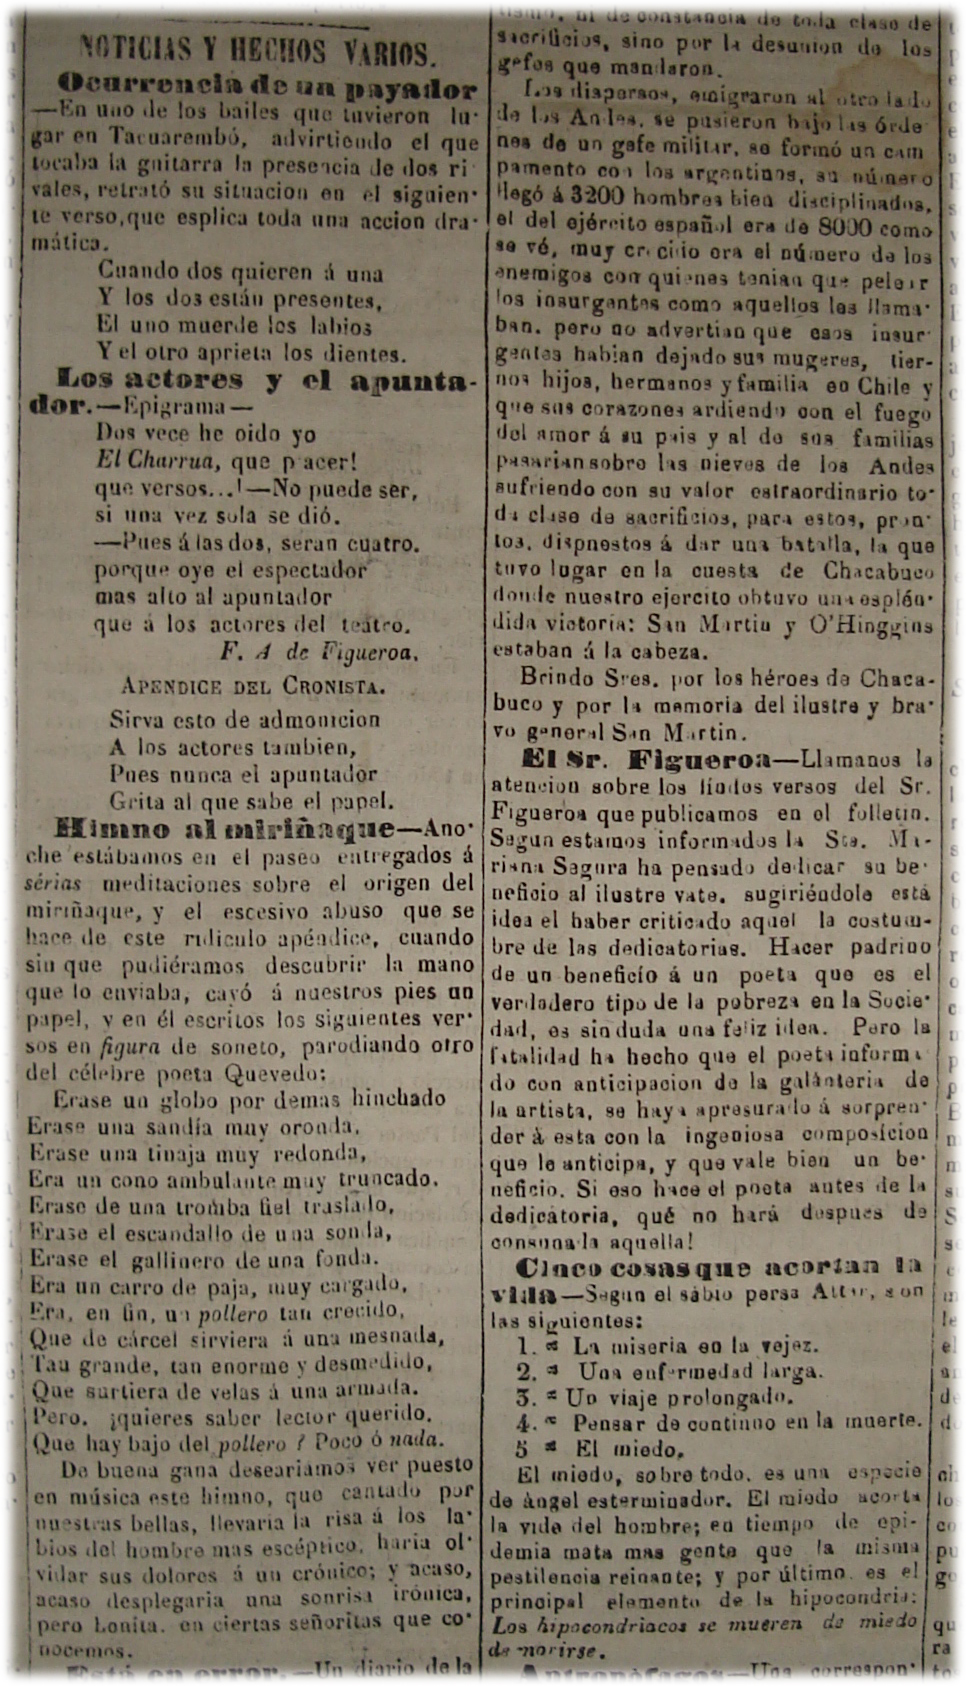 NOTICIAS Y HECHOS VARIOS.
Ocurrencia de un payador
—En uno de los bailes que tuvieron lu-
gar en Tacuarembó, advirtiendo el que
tocaba la guitarra la presencia de dos ri
vales, retrató su situacion en el siguien-
te verso, que esplica toda una accion dra-
mática.
Cuando dos quieren á una
Y los dos están presentes,
El uno muerde los labios
Y el otro aprieta los dientes.
Los actores y el apunta-
dor.—Epigrama—
Dos vece he oido yo
El Charrua, que p acer!
que versos...!—No puede ser,
si una vez sola se dió.
—Pues á las dos, seran cuatro.
porque oye el espectador
mas alto al apuntador
que á los actores del teatro.
F. A de Figueroa.
APENDICE DEL CRONISTA.
Sirva esto de admonicion
A los actores tambien,
Pues nunca el apuntador
Grita al que sabe el papel.
Himno al miriñaque—Ano-
che estábamos en el paseo entregados á
sérias meditaciones sobre el origen del
miriñaque, y el escesivo abuso que se
hace de este ridiculo apéndice, cuando
sin que pudiéramos descubrir la mano
que lo enviaba, cayó á nuestros pies un
papel, y en él escritos los siguientes ver-
sos en figura de soneto, parodiando otro
del célebre poeta Quevedo:
Erase un globo por demas hinchado
Erase una sandía muy oronda,
Erase una tinaja muy redonda,
Era un cono ambulante muy truncado.
Erase de una tromba fiel traslado,
Erase el escandallo de una sonda,
Erase el gallinero de una fonda.
Era un carro de paja, muy cargado,
Era, en fin, un pollero tan crecido,
Que de cárcel sirviera á una mesnada,
Tau grande, tan enorme y desmedido,
Que surtiera de velas á una armada.
Pero. ¡quieres saber lector querido.
Que hay bajo del pollero? Poco ó nada.
De buena gana deseariamos ver puesto
en música este himno, que cantado por
nuestras bellas, llevaria la risa á los la-
bios del hombre mas escéptico, haria ol-
vidar sus dolores á un crónico; y acaso,
acaso desplegaria una sonrisa irónica,
pero bonita. en ciertas señoritas que co-
nocemos.
Está en error.—Un diario de la
tismo, ni de constancia de toda clase de
sacrificios, sino por la desunion de los
gefes que mandaron.
Los dispersos, emigraron al otro lado
de los Andes, se pusieron bajo las órde
nes de un gefe militar, se formó un cam
pamento con los argentinos, su número
llegó á 3200 hombres bien disciplinados,
el del ejército español era de 8000 como
se vé, muy crecido era el número de los
enemigos con quienes tenian que pelear
los insurgentes como aquellos les llama-
ban. pero no advertian que esos insur-
gentes habian dejado sus mugeres, tier-
nos hijos, hermanos y familia en Chile y
que sus corazones ardiendo con el fuego
del amor á su pais y al de sus familias
pasarian sobre las nieves de los Andes
sufriendo con su valor estraordinario to-
da clase de sacrificios, para estos, pron-
tos, dispnestos á dar una batalla, la que
tuvo lugar en la cuesta de Chacabuco
donde nuestro ejercito obtuvo una esplén-
dida victoria: San Martin y O'Hinggins
estaban á la cabeza.
Brindo Sres. por los héroes de Chaca-
buco y por la memoria del ilustre y bra-
vo general San Martin.
El Sr. Figueroa—Llamanos la
atencion sobre los lindos versos del Sr.
Figueroa que publicamos en el folletin.
Segun estamos informados la Sta. Ma-
riana Segura ha pensado dedicar su be-
neficio al ilustre vate. sugiriéndole está
idea el haber criticado aquel la costum-
bre de las dedicatorias. Hacer padrino
de un beneficio á un poeta que es el
verdadero tipo de la pobreza en la Socie-
dad, es sin duda una feliz idea. Pero la
fatalidad ha hecho que el poeta informa
do con anticipacion de la galánteria de
la artista, se haya apresurado á sorpren-
der á esta con la ingeniosa composicion
que le anticipa, y que vale bien un be-
neficio. Si eso hace el poeta antes de la
dedicatoria, qué no hará despues de
consuna la aquella!
Cinco cosas que acortan la
vida—Segun el sábio persa Attar, son
las siguientes:
1. ª La miseria en la vejez.
2. ª Una enfermedad larga.
3. ª Un viaje prolongado.
4. ª Pensar de continuo en la muerte.
5 ª El miedo.
El miedo, sobre todo. es una especie
de àngel esterminador. El miedo acorta
la vida del hombre; en tiempo de epi-
demia mata mas gente que la misma
pestilencia reinante; y por último. es el
principal elemento de la hipocondria:
Los hipocondriacos se mueren de miedo
de morirse.
Antropófagos—Una correspon-